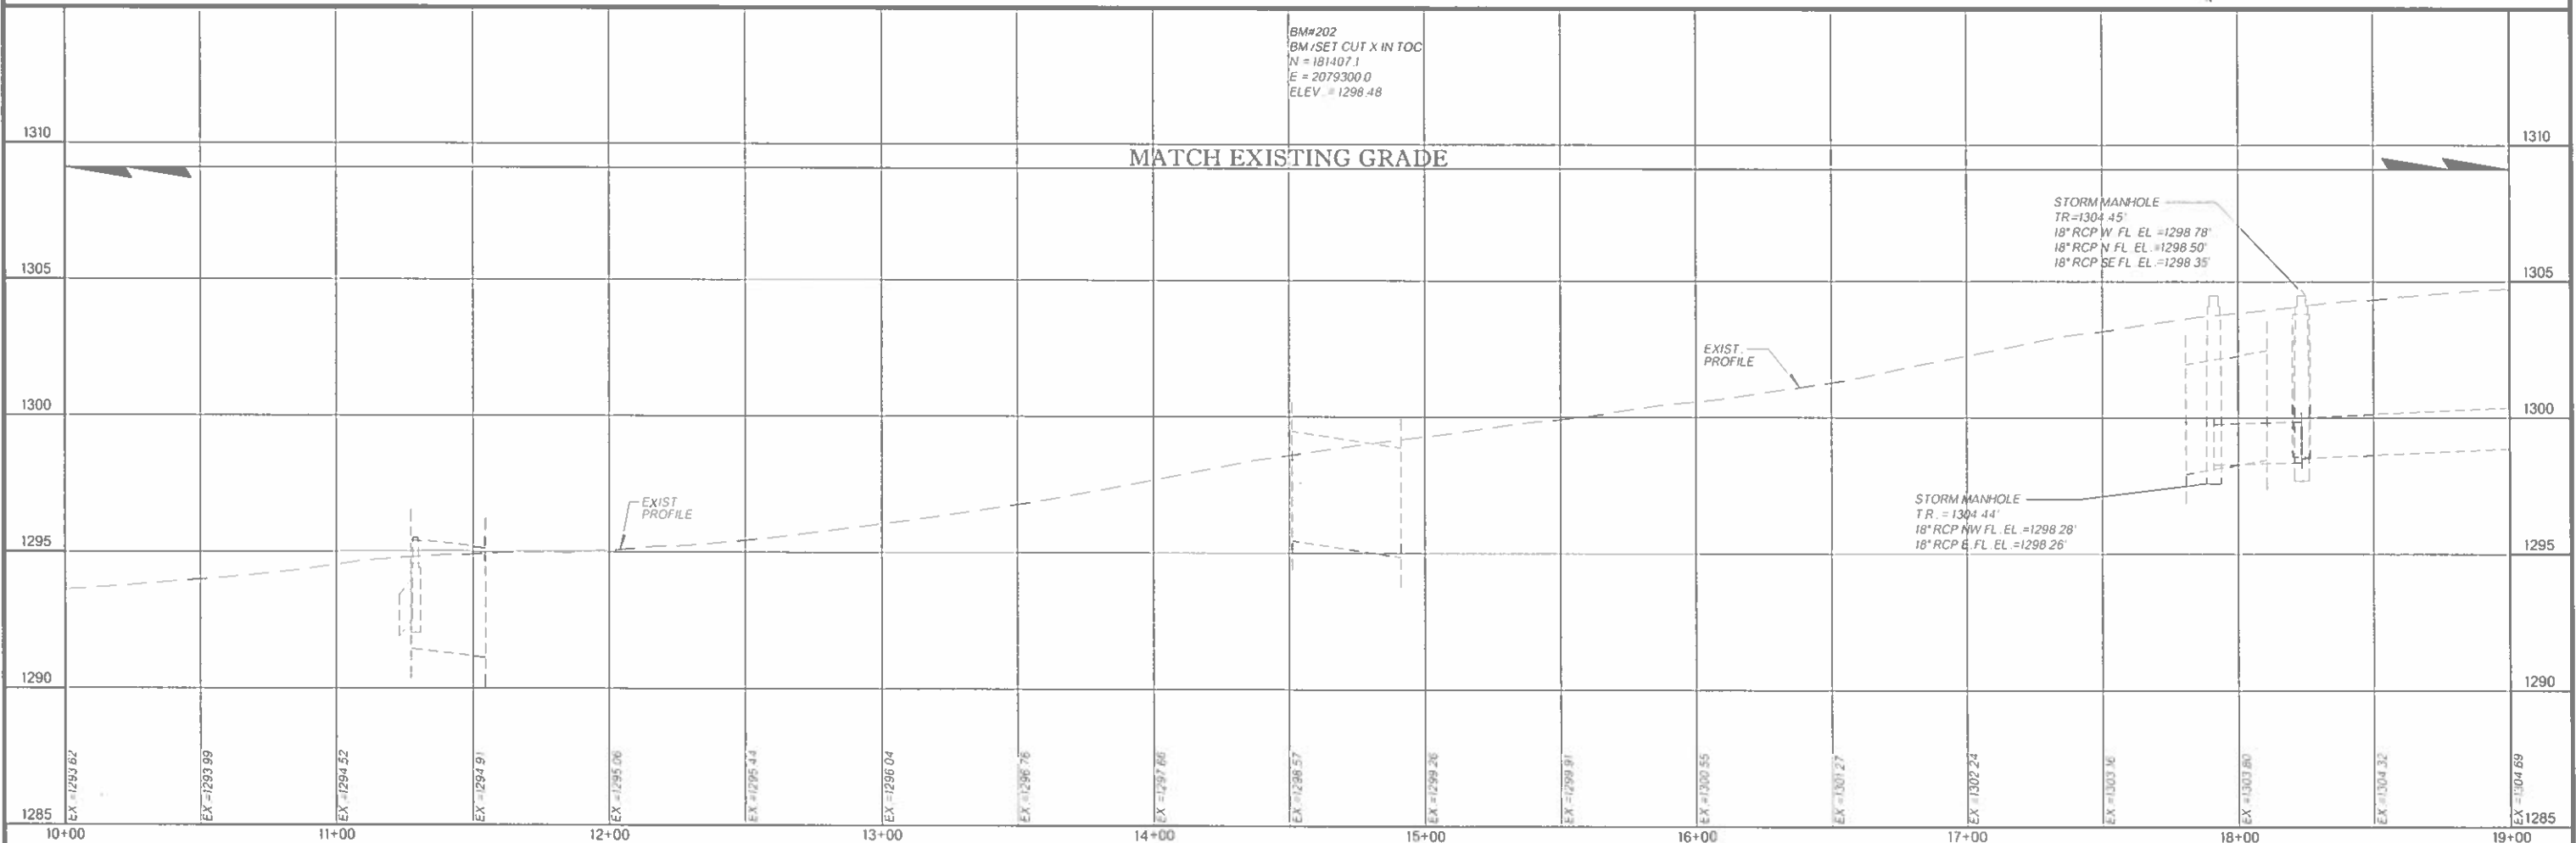 BM#202
BM/SET CUT X IN TOC
N = 181407.1
E = 2079300.0
ELEV. = 1298.48
1310
1310
MATCH EXISTING GRADE
STORM MANHOLE
TR=1304.45'
18" RCP W FL EL.=1298.78'
18" RCP N FL EL.=1298.50'
18" RCP SE FL EL.=1298.35'
1305
1305
EXIST.
PROFILE
1300
1300
EXIST
PROFILE
STORM MANHOLE
T.R. = 1304.44'
18" RCP NW FL. EL.=1298.28'
18" RCP E. FL. EL.=1298.26'
1295
1295
1290
1290
EX.=1293.62
EX.=1293.99
EX.=1294.52
EX.=1294.91
EX.=1295.06
EX.=1295.44
EX.=1296.04
EX.=1296.76
EX.=1297.66
EX.=1298.57
EX.=1299.26
EX.=1299.91
EX.=1300.55
EX.=1301.27
EX.=1302.24
EX.=1303.16
EX.=1303.80
EX.=1304.32
EX.=1304.69
1285
1285
10+00
11+00
12+00
13+00
14+00
15+00
16+00
17+00
18+00
19+00